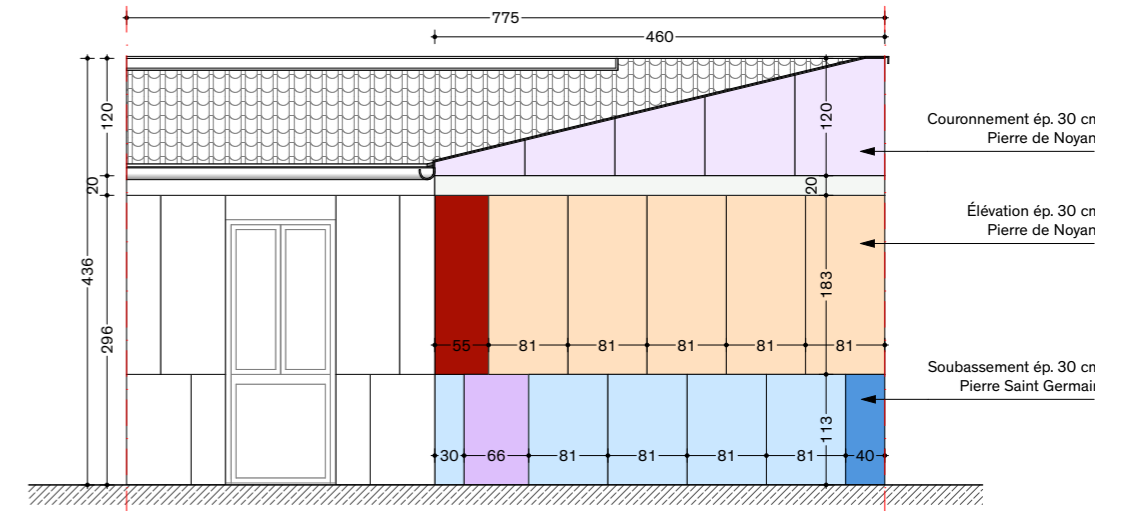 775
460
120
120
Couronnement ép. 30 cm
Pierre de Noyan
20
20
Élévation ép. 30 cm
Pierre de Noyan
436
296
183
55 81 81 81 81 81
Soubassement ép. 30 cm
Pierre Saint Germain
113
30 66 81 81 81 81 40